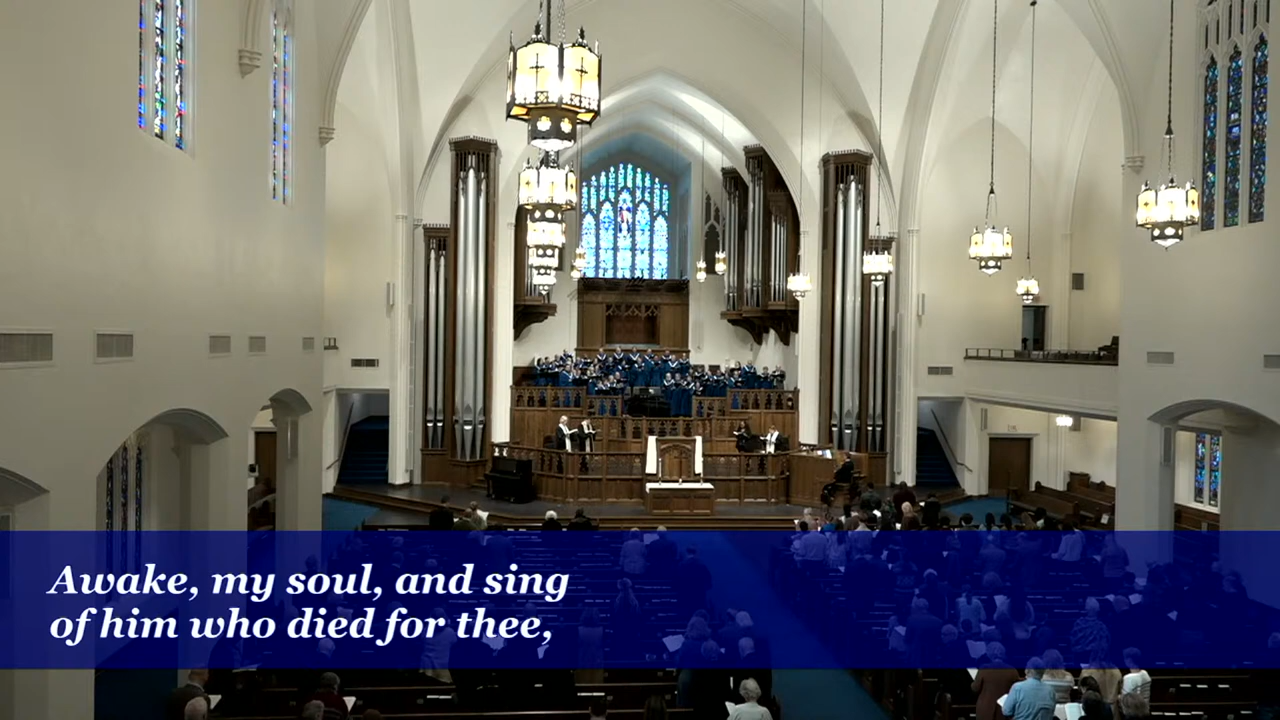 Awake, my soul, and sing
of him who died for thee,